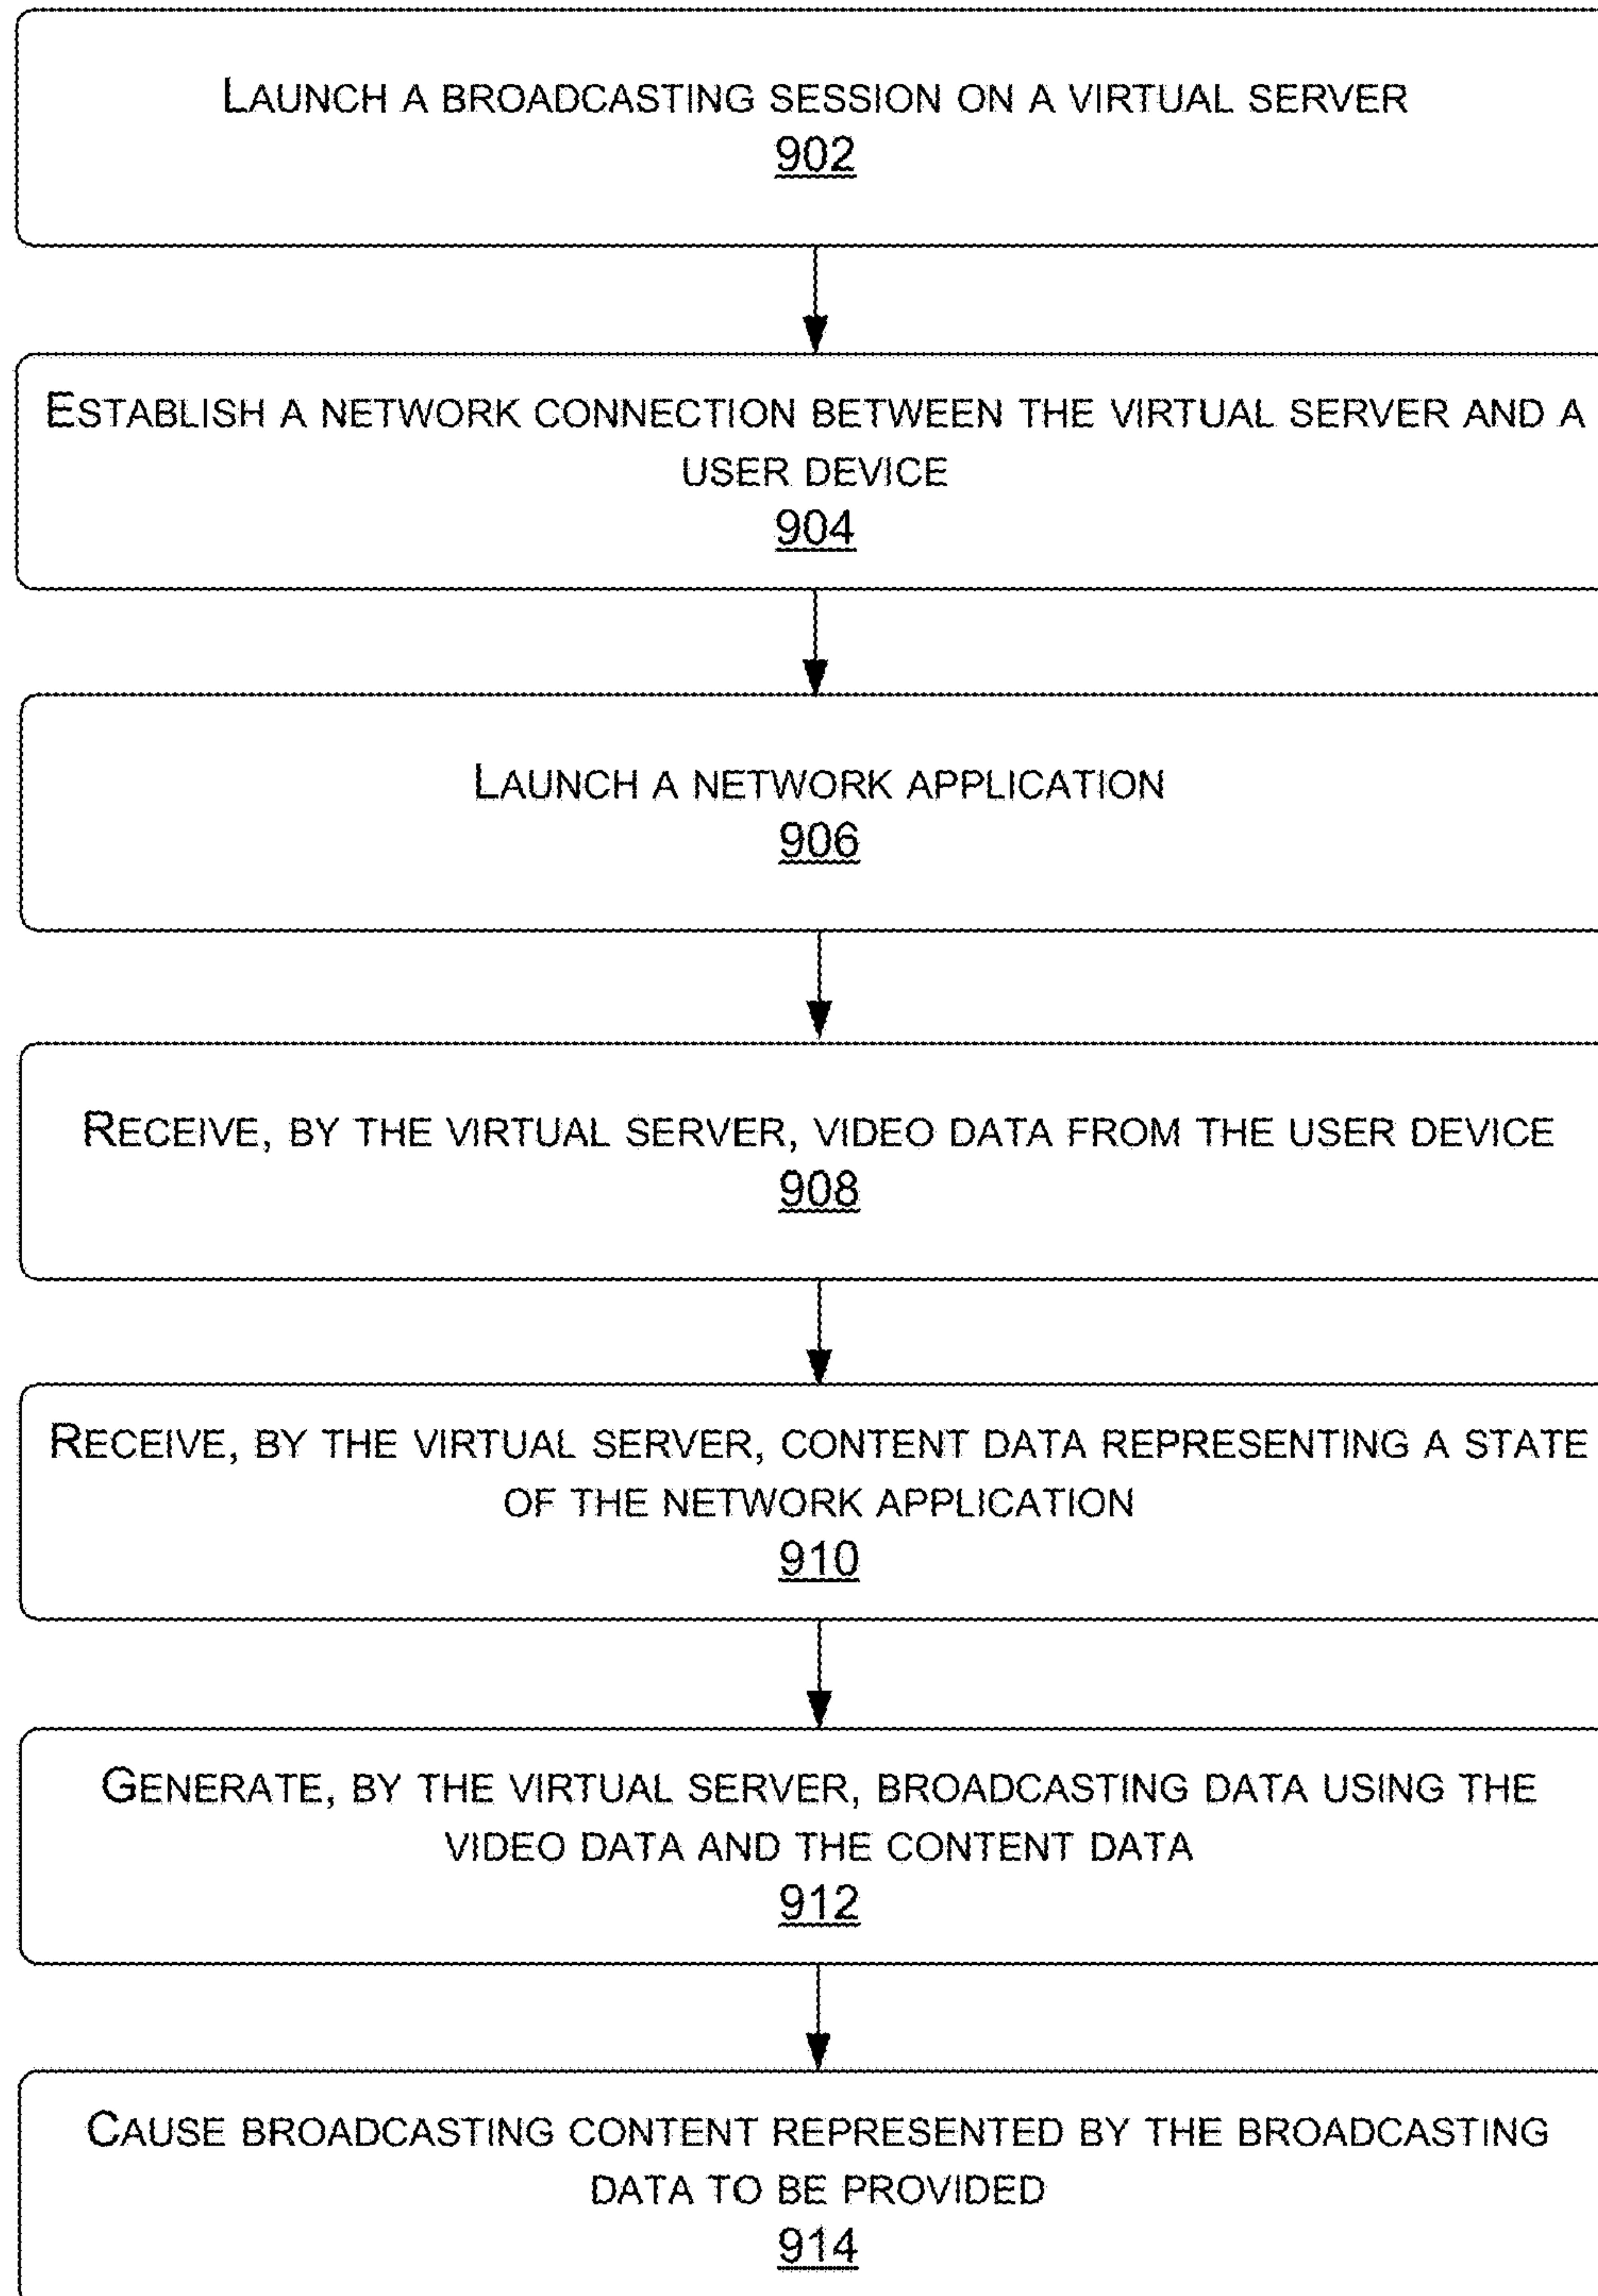 LAUNCH A BROADCASTING SESSION ON A VIRTUAL SERVER
902
ESTABLISH A NETWORK CONNECTION BETWEEN THE VIRTUAL SERVER AND A
USER DEVICE
904
LAUNCH A NETWORK APPLICATION
906
RECEIVE, BY THE VIRTUAL SERVER, VIDEO DATA FROM THE USER DEVICE
908
RECEIVE, BY THE VIRTUAL SERVER, CONTENT DATA REPRESENTING A STATE
OF THE NETWORK APPLICATION
910
GENERATE, BY THE VIRTUAL SERVER, BROADCASTING DATA USING THE
VIDEO DATA AND THE CONTENT DATA
912
CAUSE BROADCASTING CONTENT REPRESENTED BY THE BROADCASTING
DATA TO BE PROVIDED
914